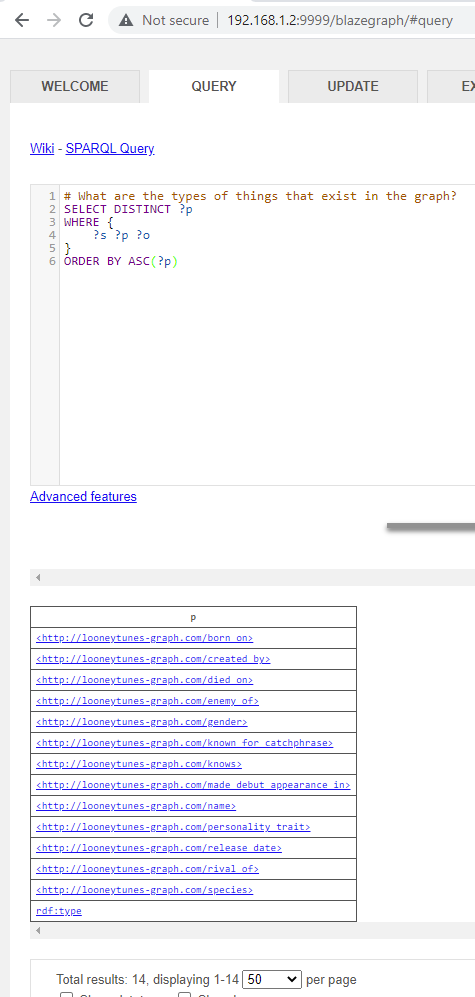 Not secure | 192.168.1.2:9999/blazegraph/#query
WELCOME QUERY UPDATE EX
Wiki - SPARQL Query
1 # What are the types of things that exist in the graph?
2 SELECT DISTINCT ?p
3 WHERE {
4 ?s ?p ?o
5 }
6 ORDER BY ASC(?p)
Advanced features
p
<http://looneytunes-graph.com/born_on>
<http://looneytunes-graph.com/created_by>
<http://looneytunes-graph.com/died_on>
<http://looneytunes-graph.com/enemy_of>
<http://looneytunes-graph.com/gender>
<http://looneytunes-graph.com/known_for_catchphrase>
<http://looneytunes-graph.com/knows>
<http://looneytunes-graph.com/made_debut_appearance_in>
<http://looneytunes-graph.com/name>
<http://looneytunes-graph.com/personality_trait>
<http://looneytunes-graph.com/release_date>
<http://looneytunes-graph.com/rival_of>
<http://looneytunes-graph.com/species>
rdf:type
Total results: 14, displaying 1-14 50 per page